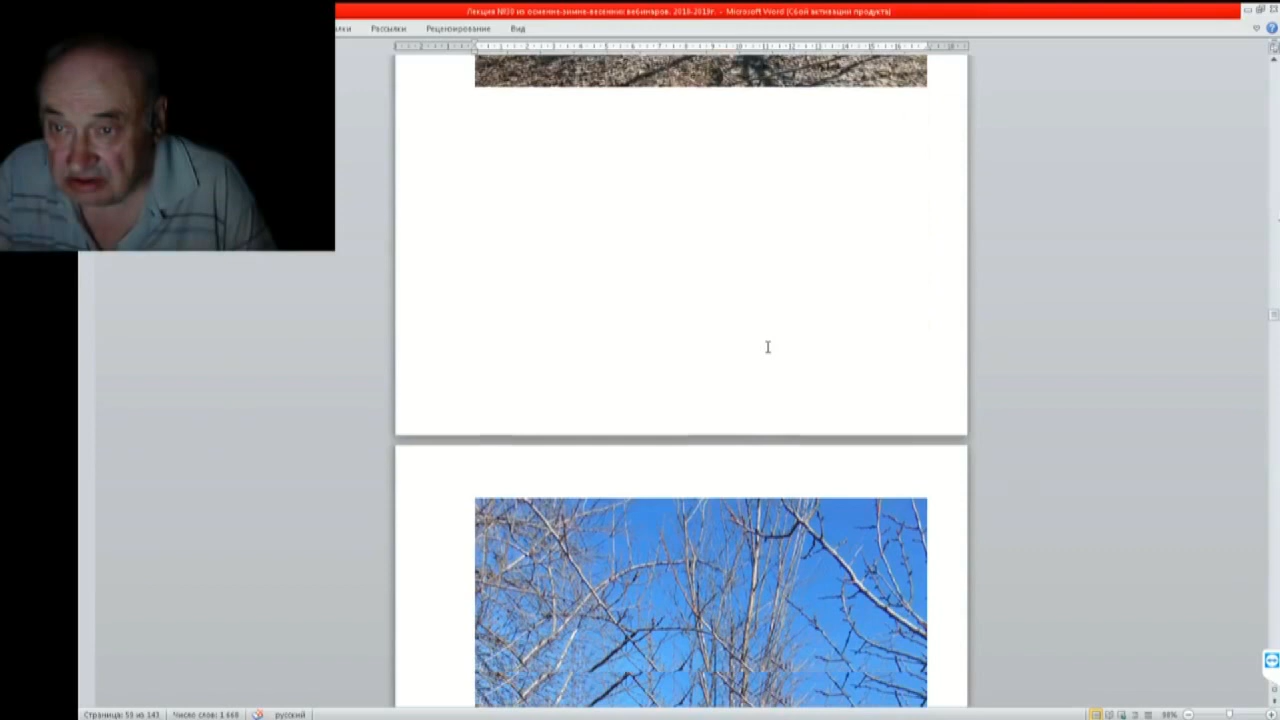 Лекция №30 из осенне-зимне-весенних вебинаров. 2018-2019г. - Microsoft Word (Сбой активации продукта)
Рассылки Рецензирование Вид
Страница: 53 из 143 Число слов: 1 668 русский 98%